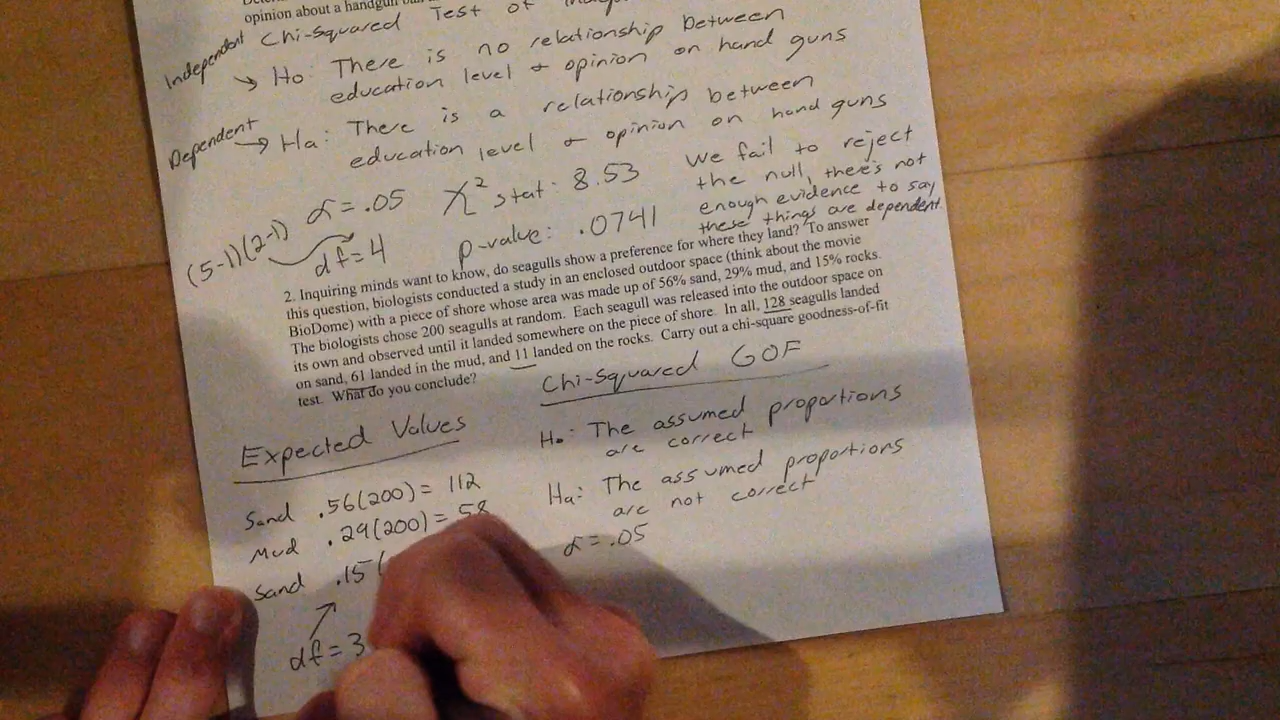 opinion about a handgun
Independent
Chi-Squared Test of
→ Ho: There is no relationship between
education level + opinion on hand guns
Dependent
→ Ha: There is a relationship between
education level + opinion on hand guns
(5-1)(2-1)
α = .05
df = 4
χ² stat: 8.53
p-value: .0741
We fail to reject
the null, there's not
enough evidence to say
these things are dependent.
2. Inquiring minds want to know, do seagulls show a preference for where they land? To answer
this question, biologists conducted a study in an enclosed outdoor space (think about the movie
BioDome) with a piece of shore whose area was made up of 56% sand, 29% mud, and 15% rocks.
The biologists chose 200 seagulls at random. Each seagull was released into the outdoor space on
its own and observed until it landed somewhere on the piece of shore. In all, 128 seagulls landed
on sand, 61 landed in the mud, and 11 landed on the rocks. Carry out a chi-square goodness-of-fit
test. What do you conclude?
Chi-Squared GOF
Expected Values
Sand .56(200) = 112
Mud .29(200) = 58
Sand .15(
df = 3
Ho: The assumed proportions
are correct
Ha: The assumed proportions
are not correct
α = .05